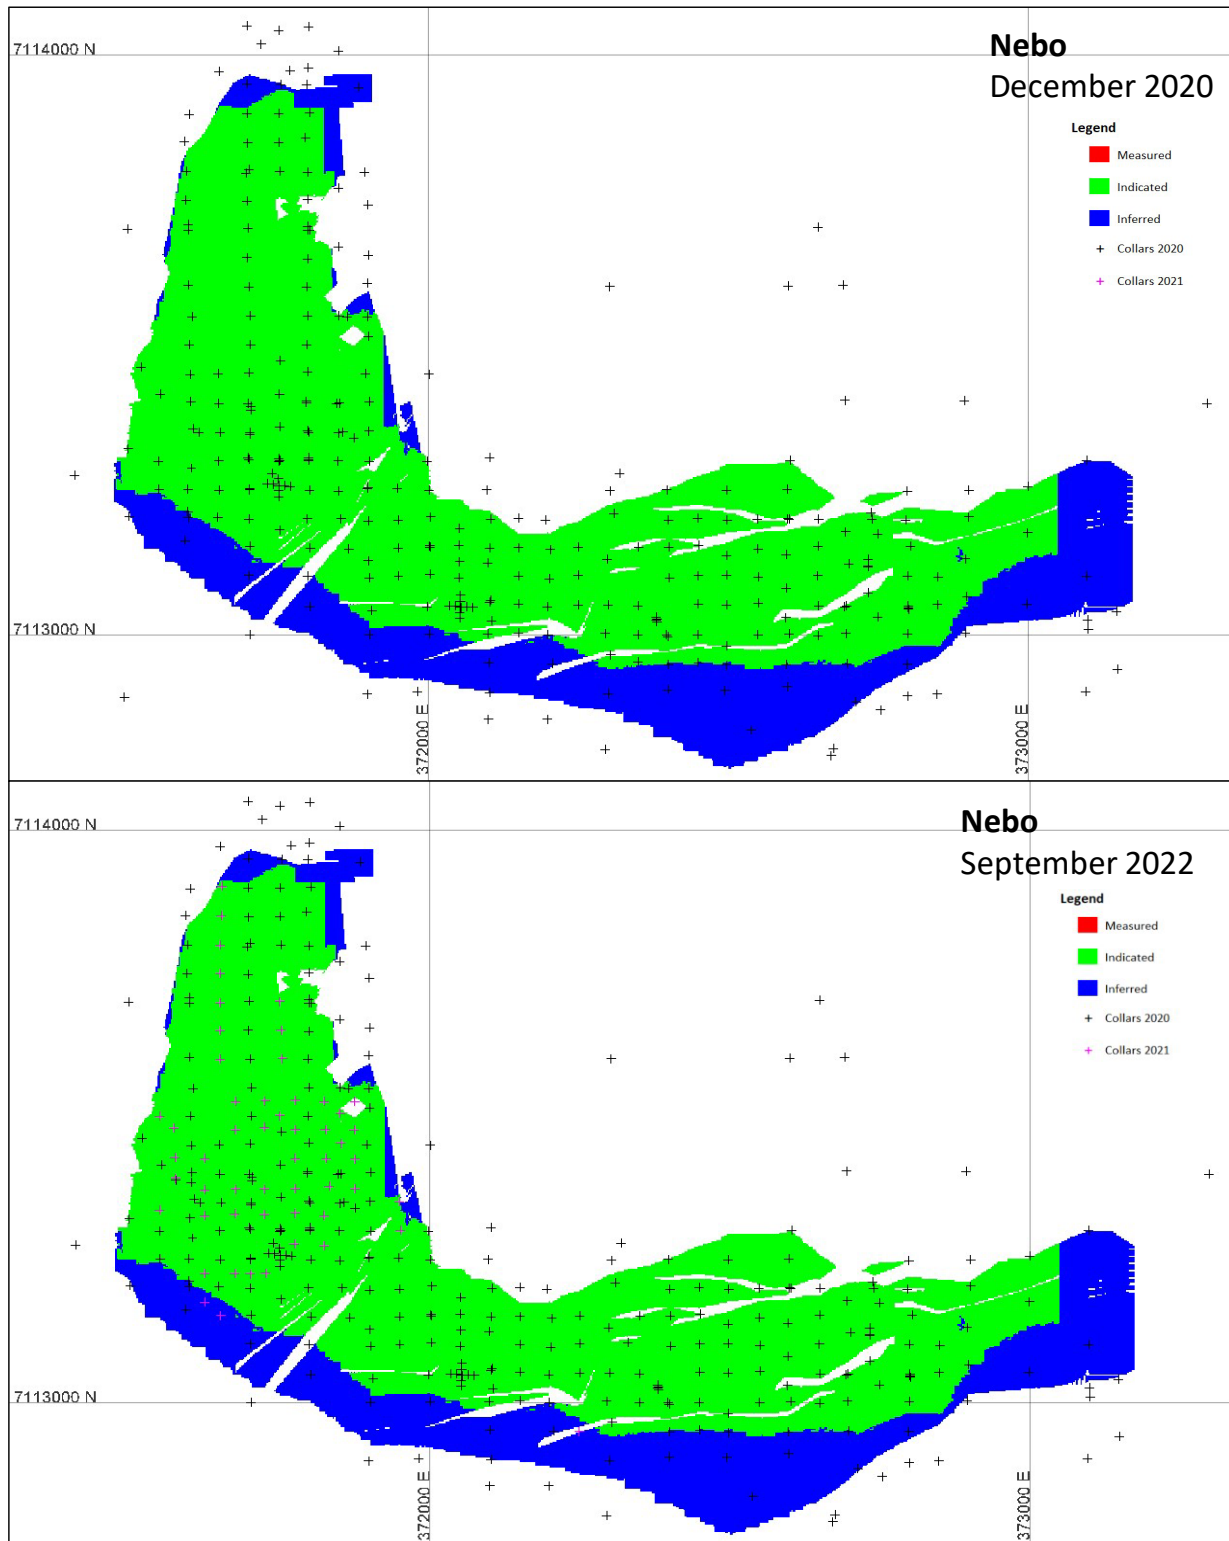 Nebo
7114000 N
December 2020
Legend
Measured
Indicated
Inferred
Collars 2020
Collars 2021
7113000 N
372000 E
373000 E
Nebo
7114000 N
September 2022
Legend
Measured
Indicated
Inferred
Collars 2020
Collars 2021
7113000 N
372000 E
373000 E